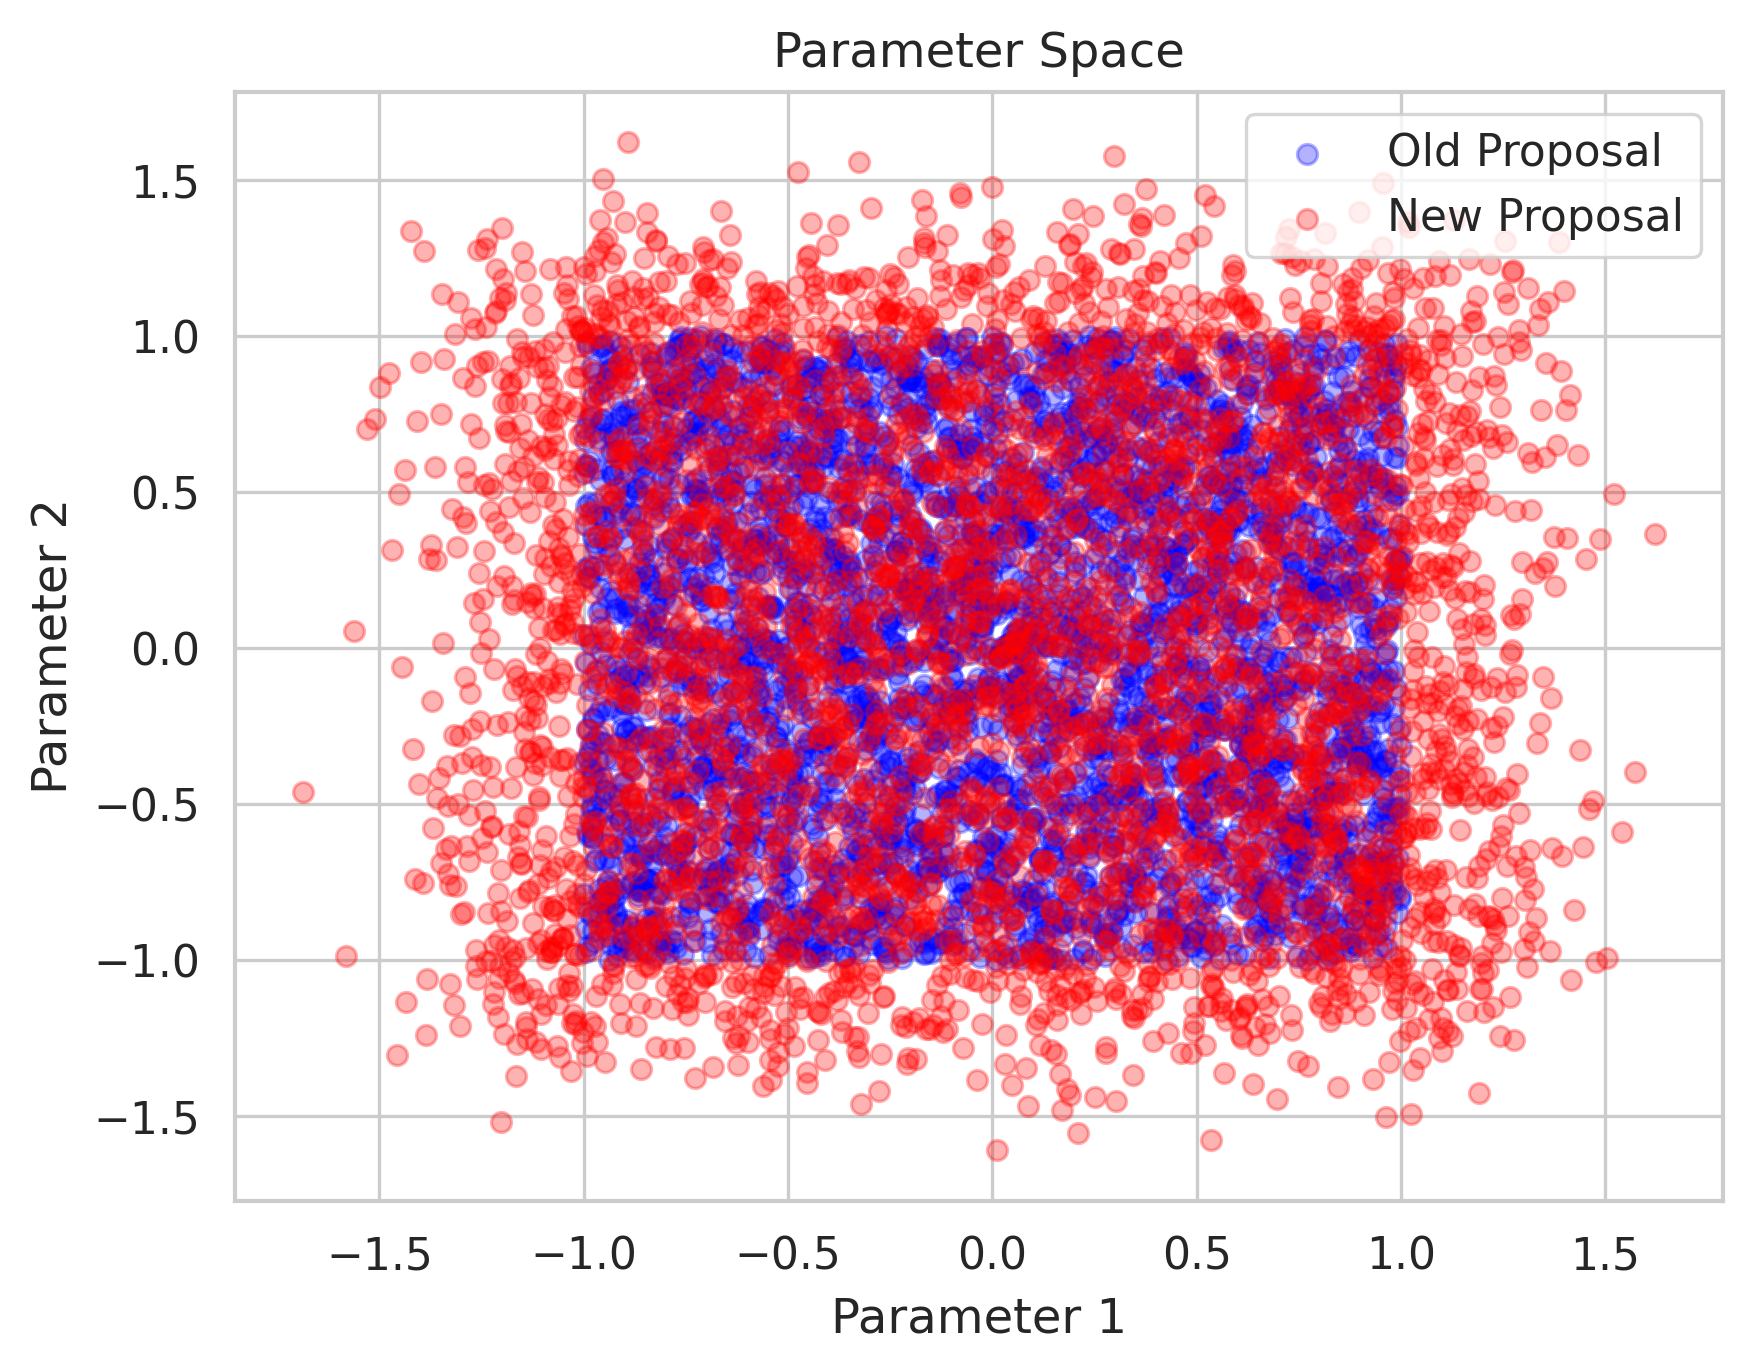 Parameter Space
Old Proposal
New Proposal
1.5
1.0
0.5
0.0
−0.5
−1.0
−1.5
Parameter 2
−1.5 −1.0 −0.5 0.0 0.5 1.0 1.5
Parameter 1